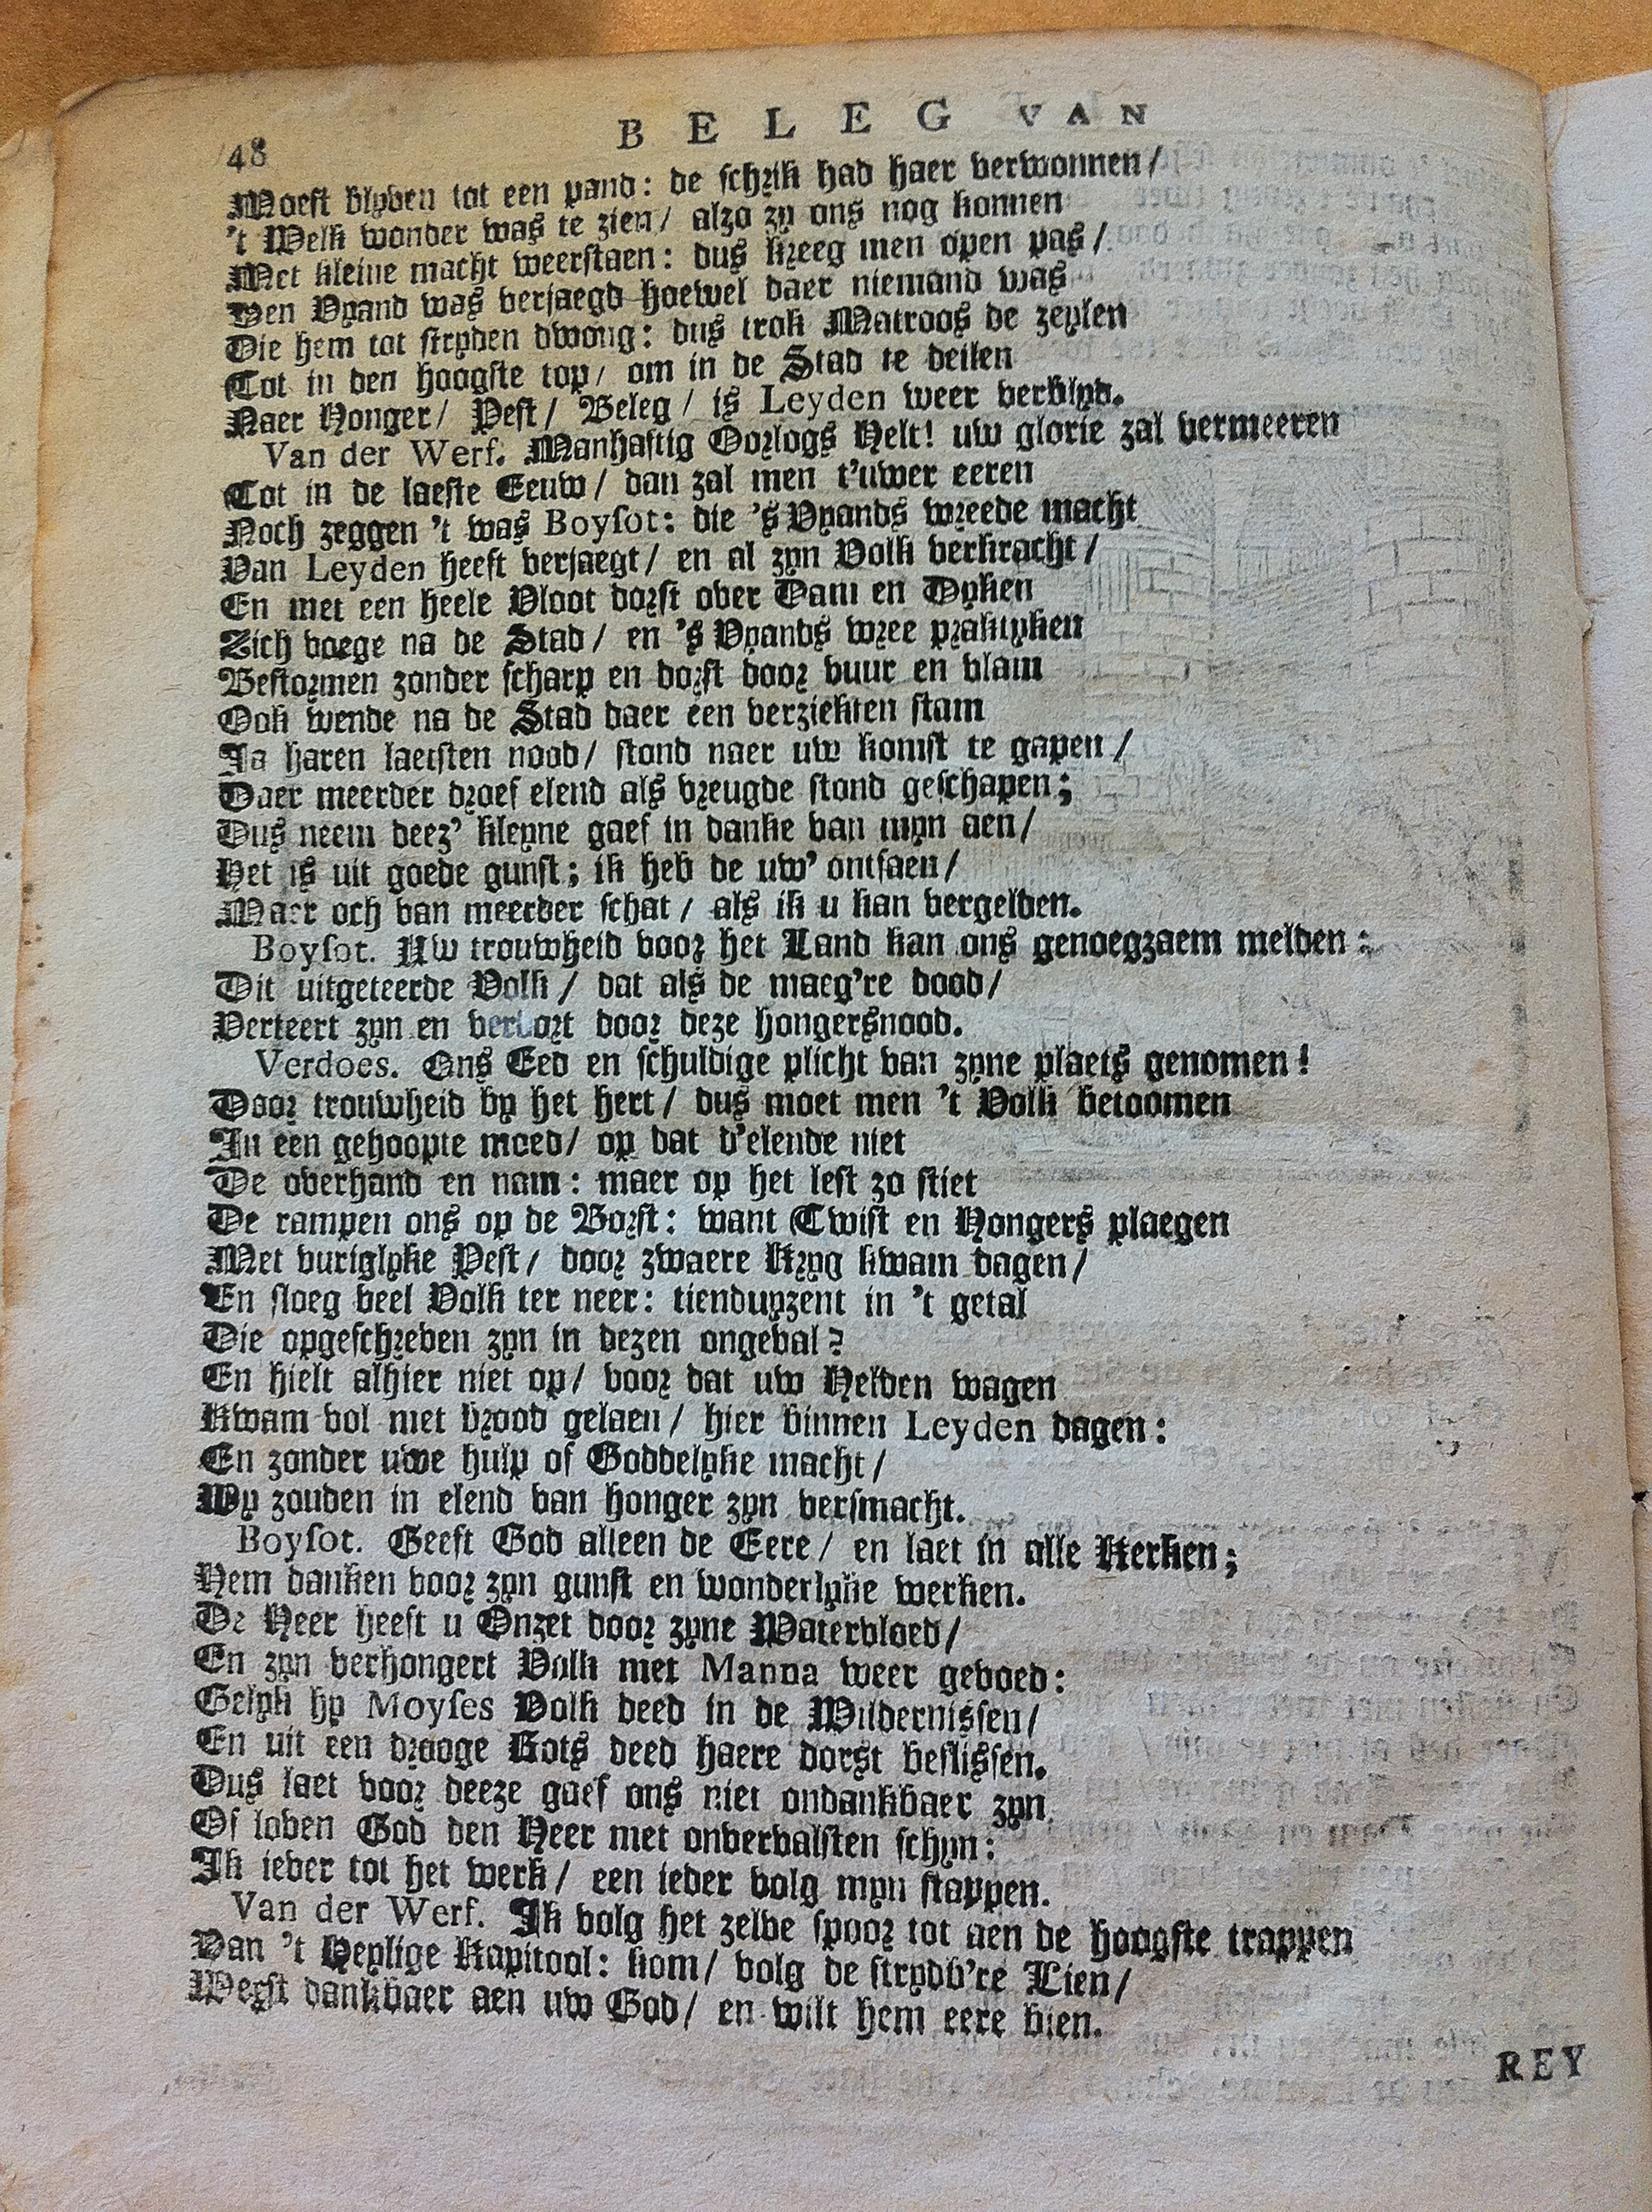 48 BELEG VAN
Moest blyven tot een pand: de schrik had haer verwonnen/
't Welk wonder was te zien/ alzo zy ons nog konnen
Met kleine macht weerstaen: dus kreeg men open pas/
Den Vyand was verjaegd hoewel daer niemand was
Die hem tot stryden dwong: dus trok Matroos de zeylen
Tot in den hoogste top/ om in de Stad te deilen
Naer Honger/ Pest/ Beleg/ is Leyden weer verblyd.
Van der Werf. Manhaftig Oorlogs Helt! uw glorie zal vermeeren
Tot in de laeste Eeuw/ dan zal men t'uwer eeren
Noch zeggen 't was Boysot: die 's Vyands wreede macht
Van Leyden heeft verjaegt/ en al zyn Volk verkracht/
En met een heele Vloot dorst over Dam en Dyken
Zich voege na de Stad/ en 's Vyands wree praktyken
Bestormen zonder scharp en dorst door vuur en vlam
Ook wende na de Stad daer een verziekten stam
Ja haren laetsten nood/ stond naer uw komst te gapen/
Daer meerder droef elend als vreugde stond geschapen;
Dus neem deez' kleyne gaef in danke van myn aen/
Het is uit goede gunst; ik heb de uw' ontfaen/
Maer och van meerder schat/ als ik u kan vergelden.
Boysot. Uw trouwheid voor het Land kan ons genoegzaem melden:
Dit uitgeteerde Volk/ dat als de maeg're dood/
Verteert zyn en verdort door deze hongersnood.
Verdoes. Ons Eed en schuldige plicht van zyne plaets genomen!
Door trouwheid by het hert/ dus moet men 't Volk betoomen
In een gehoopte moed/ op dat d'elende niet
De overhand en nam: maer op het lest zo stiet
De rampen ons op de Borst: want Twist en Hongers plaegen
Met vuriglyke Pest/ door zwaere Kryg kwam dagen/
En sloeg veel Volk ter neer: tienduyzent in 't getal
Die opgeschreven zyn in dezen ongeval?
En hielt alhier niet op/ voor dat uw Helden wagen
Kwam vol met brood gelaen/ hier binnen Leyden dagen:
En zonder uwe hulp of Goddelyke macht/
Wy zouden in elend van honger zyn versmacht.
Boysot. Geeft God alleen de Eere/ en laet in alle Kerken;
Hem danken voor zyn gunst en wonderlyke werken.
De Heer heeft u Onzet door zyne Watervloed/
En zyn verhongert Volk met Manna weer gevoed:
Gelyk hy Moyses Volk deed in de Wildernissen/
En uit een drooge Rots deed haere dorst beslissen.
Dus laet voor deeze gaef ons niet ondankbaer zyn
Of loven God den Heer met onvervalsten schyn:
Ik ieder tot het werk/ een ieder volg myn stappen.
Van der Werf. Ik volg het zelve spoor tot aen de hoogste trappen
Van 't Heylige Kapitool: kom/ volg de strydb're Lien/
Weest dankbaer aen uw God/ en wilt hem eere bien.
REY